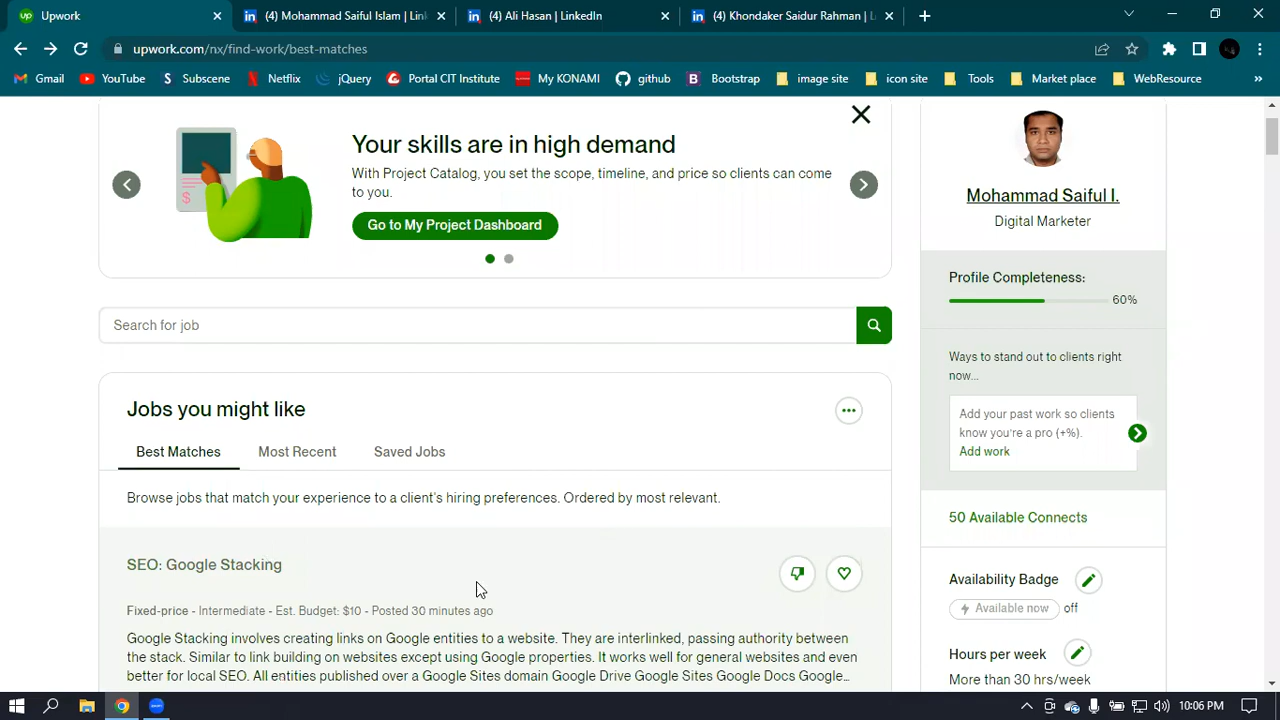 up Upwork
in (4) Mohammad Saiful Islam | Link
in (4) Ali Hasan | LinkedIn
in (4) Khondaker Saidur Rahman | L
upwork.com/nx/find-work/best-matches
Gmail
YouTube
S Subscene
N Netflix
jQuery
Portal CIT Institute
My KONAMI
github
B Bootstrap
image site
icon site
Tools
Market place
WebResource
»
Your skills are in high demand
With Project Catalog, you set the scope, timeline, and price so clients can come
to you.
Go to My Project Dashboard
$
Search for job
Jobs you might like
Best Matches
Most Recent
Saved Jobs
Browse jobs that match your experience to a client's hiring preferences. Ordered by most relevant.
SEO: Google Stacking
Fixed-price - Intermediate - Est. Budget: $10 - Posted 30 minutes ago
Google Stacking involves creating links on Google entities to a website. They are interlinked, passing authority between
the stack. Similar to link building on websites except using Google properties. It works well for general websites and even
better for local SEO. All entities published over a Google Sites domain Google Drive Google Sites Google Docs Google...
Mohammad Saiful I.
Digital Marketer
Profile Completeness:
60%
Ways to stand out to clients right
now...
Add your past work so clients
know you're a pro (+%).
Add work
50 Available Connects
Availability Badge
Available now off
Hours per week
More than 30 hrs/week
10:06 PM